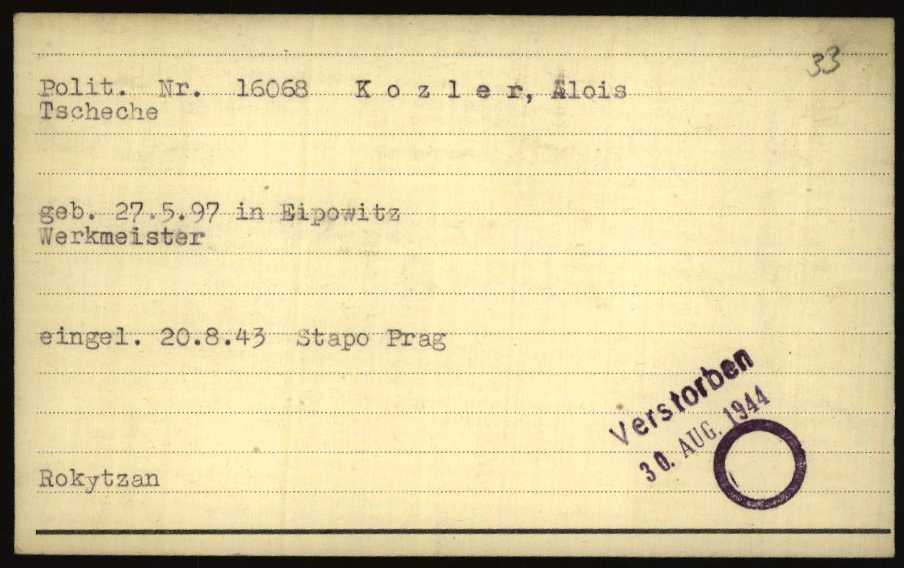 33
Polit. Nr. 16068 Kozler, Alois
Tscheche
geb. 27.5.97 in Eipowitz
Werkmeister
eingel. 20.8.43 Stapo Prag
Verstorben
30. AUG. 1944
Rokytzan